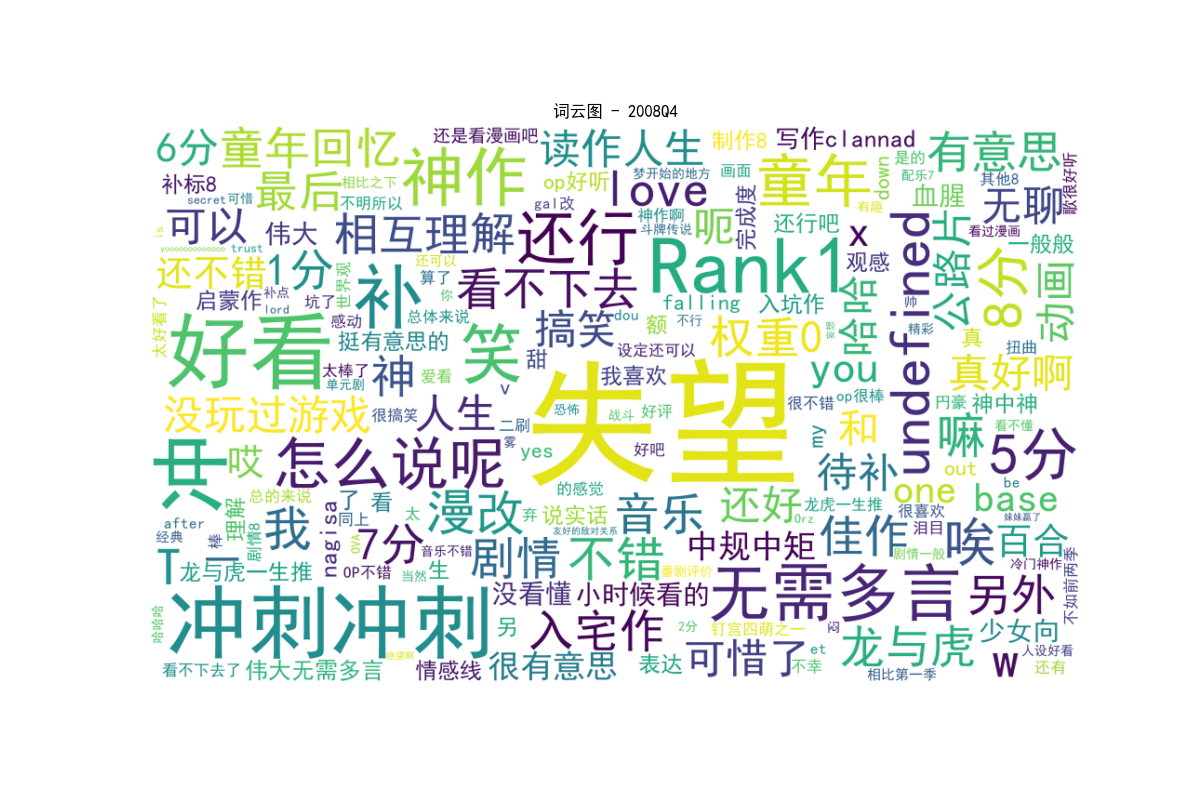 词云图 - 2008Q4
还是看漫画吧
制作8
写作clannad
6分
童年回忆
神作
读作人生
童年
有意思
补标8
最后
相比之下
op好听
梦开始的地方
love
画面
down
是的
配乐7
血腥
其他8
无聊
歌很好听
secret
可惜
不明所以
gal改
神作啊
斗牌传说
完成度
有趣
可以
伟大
相互理解
还行
呃
还行吧
x
看过漫画
一般般
is
yoooooooooooo
trust
还可以
Rank1
观感
undefined
公路片
8分
动画
还不错
1分
世界观
补
算了
你
看不下去
falling
入坑作
哈哈
帅
启蒙作
补点
lord
坑了
感动
总体来说
搞笑
dou
额
不行
权重0
妄想
精彩
真
扭曲
太好看了
好看
挺有意思的
笑
甜
设定还可以
you
真好啊
太棒了
单元剧
神
爱看
v
我喜欢
失望
没玩过游戏
很搞笑
人生
二刷
恐怖
战斗
好评
很不错
op很棒
円豪
神中神
my
和
嘛
看不懂
共
哎
怎么说呢
雾
yes
好吧
待补
5分
out
be
总的来说
的感觉
one
base
after
经典
理解
nagisa
了
看
同上
太
漫改
弃
说实话
音乐
还好
龙虎一生推
Orz
很喜欢
泪目
妹妹赢了
棒
剧情8
我
OVA
7分
音乐不错
友好的敌对关系
中规中矩
佳作
唉
百合
T
一
龙与虎一生推
OP不错
当然
生
剧情
不错
番剧评价
剧情一般
冷门神作
不如前两季
哈哈哈
冲刺冲刺
没看懂
小时候看的
无需多言
另外
另
入宅作
2分
钉宫四萌之一
闷
龙与虎
少女向
绝望啊
人设好看
看不下去了
伟大无需多言
情感线
很有意思
表达
可惜了
不幸
et
相比第一季
w
还有